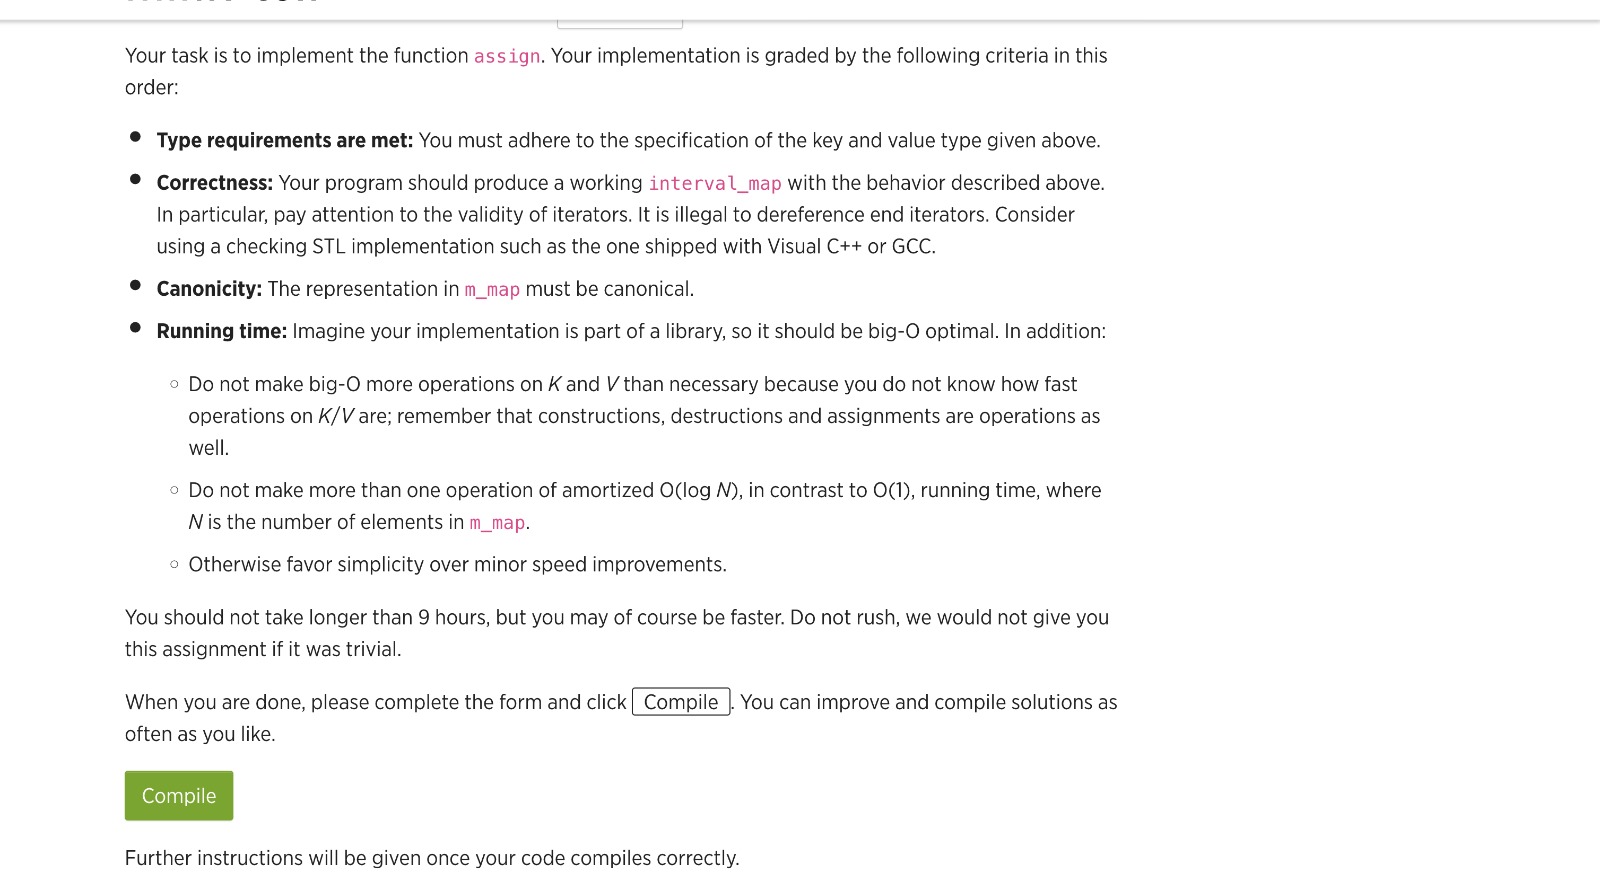 Your task is to implement the function assign. Your implementation is graded by the following criteria in this
order:
• Type requirements are met: You must adhere to the specification of the key and value type given above.
• Correctness: Your program should produce a working interval_map with the behavior described above.
In particular, pay attention to the validity of iterators. It is illegal to dereference end iterators. Consider
using a checking STL implementation such as the one shipped with Visual C++ or GCC.
• Canonicity: The representation in m_map must be canonical.
• Running time: Imagine your implementation is part of a library, so it should be big-O optimal. In addition:
◦ Do not make big-O more operations on K and V than necessary because you do not know how fast
operations on K/V are; remember that constructions, destructions and assignments are operations as
well.
◦ Do not make more than one operation of amortized O(log N), in contrast to O(1), running time, where
N is the number of elements in m_map.
◦ Otherwise favor simplicity over minor speed improvements.
You should not take longer than 9 hours, but you may of course be faster. Do not rush, we would not give you
this assignment if it was trivial.
When you are done, please complete the form and click Compile. You can improve and compile solutions as
often as you like.
Compile
Further instructions will be given once your code compiles correctly.